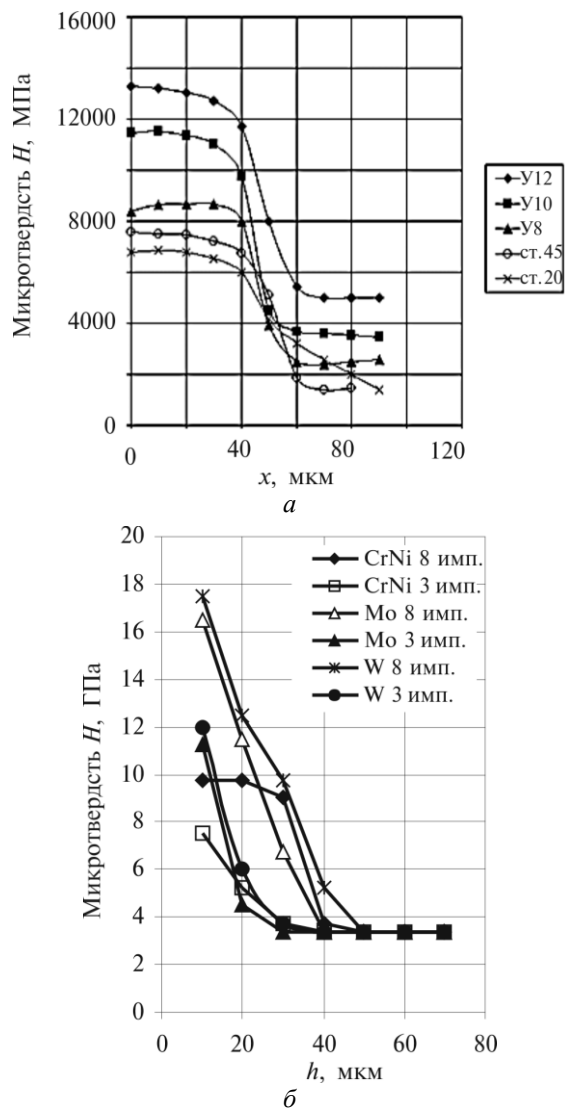 16000
12000
8000
4000
0
Микротвердсть H, МПа
0
40
80
120
x, мкм
У12
У10
У8
ст.45
ст.20
а
20
18
16
14
12
10
8
6
4
2
0
Микротвердсть H, ГПа
CrNi 8 имп.
CrNi 3 имп.
Mo 8 имп.
Mo 3 имп.
W 8 имп.
W 3 имп.
0
20
40
60
80
h, мкм
б